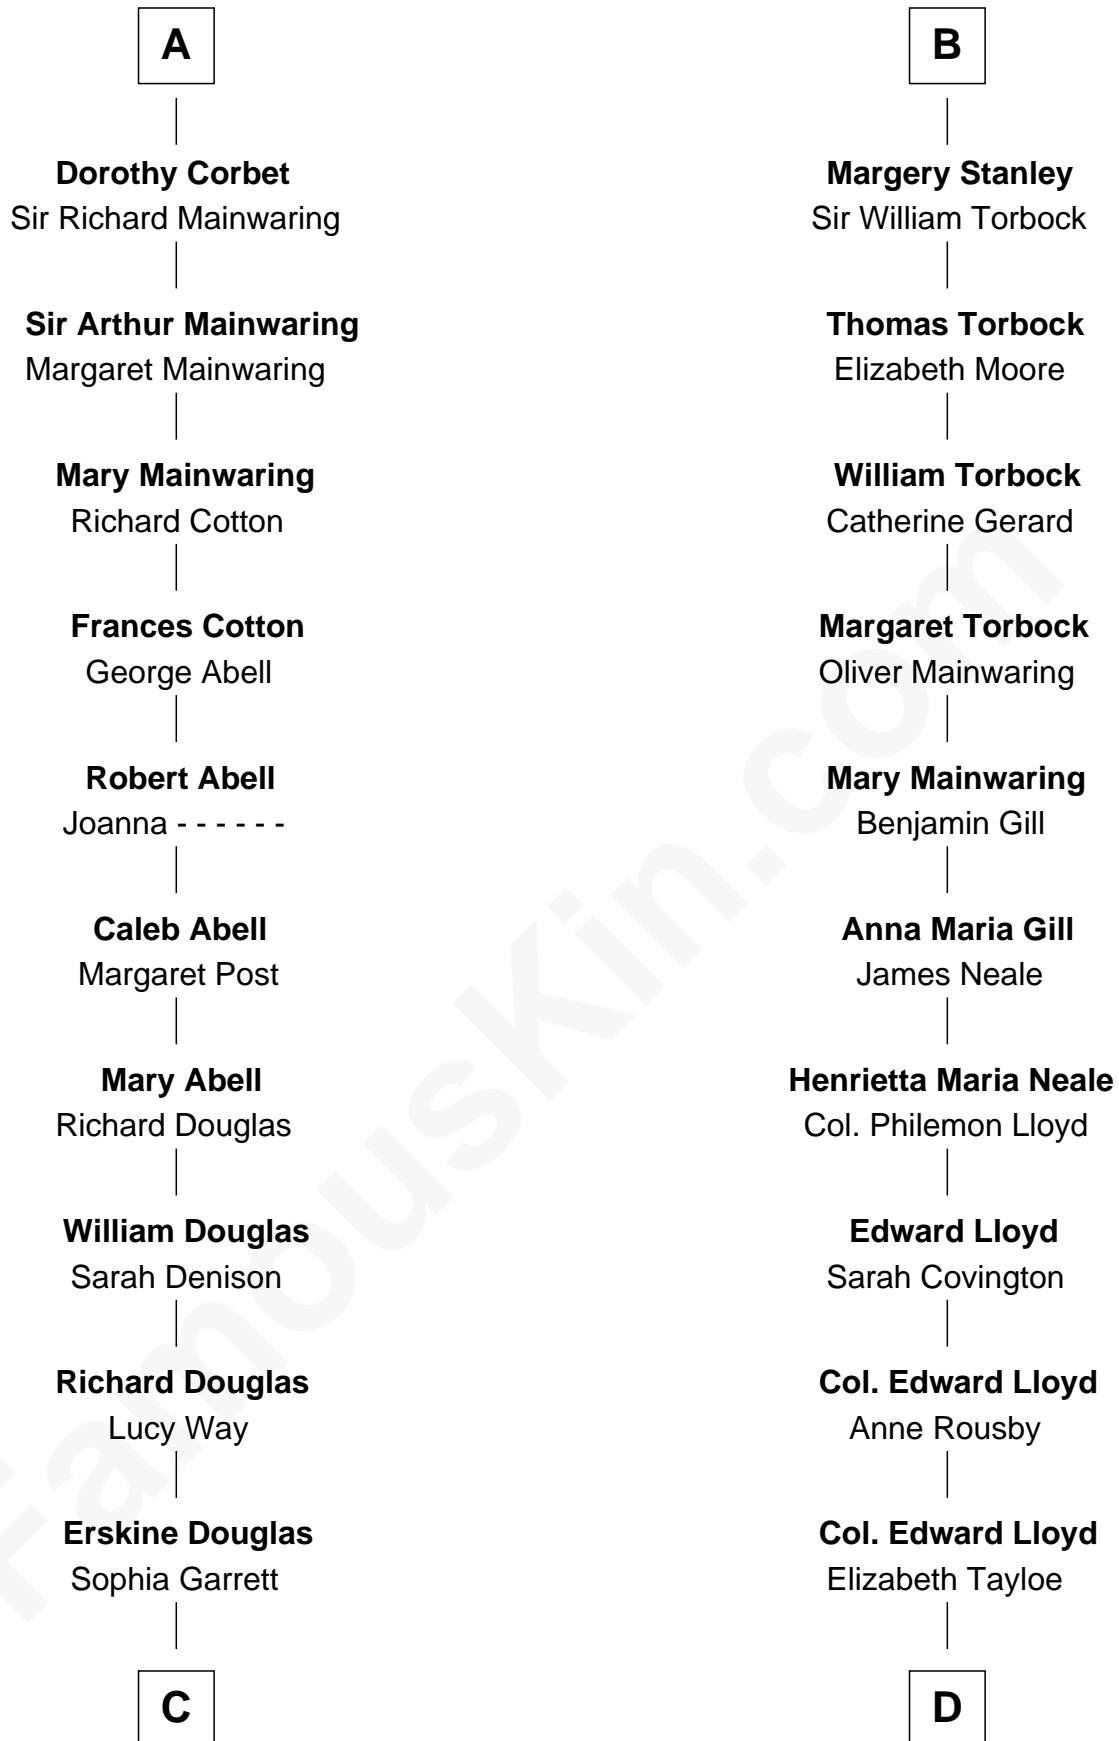 A
Dorothy Corbet
Sir Richard Mainwaring
Sir Arthur Mainwaring
Margaret Mainwaring
Mary Mainwaring
Richard Cotton
Frances Cotton
George Abell
Robert Abell
Joanna - - - - - -
Caleb Abell
Margaret Post
Mary Abell
Richard Douglas
William Douglas
Sarah Denison
Richard Douglas
Lucy Way
Erskine Douglas
Sophia Garrett
C
B
Margery Stanley
Sir William Torbock
Thomas Torbock
Elizabeth Moore
William Torbock
Catherine Gerard
Margaret Torbock
Oliver Mainwaring
Mary Mainwaring
Benjamin Gill
Anna Maria Gill
James Neale
Henrietta Maria Neale
Col. Philemon Lloyd
Edward Lloyd
Sarah Covington
Col. Edward Lloyd
Anne Rousby
Col. Edward Lloyd
Elizabeth Tayloe
D
FamousKin.com